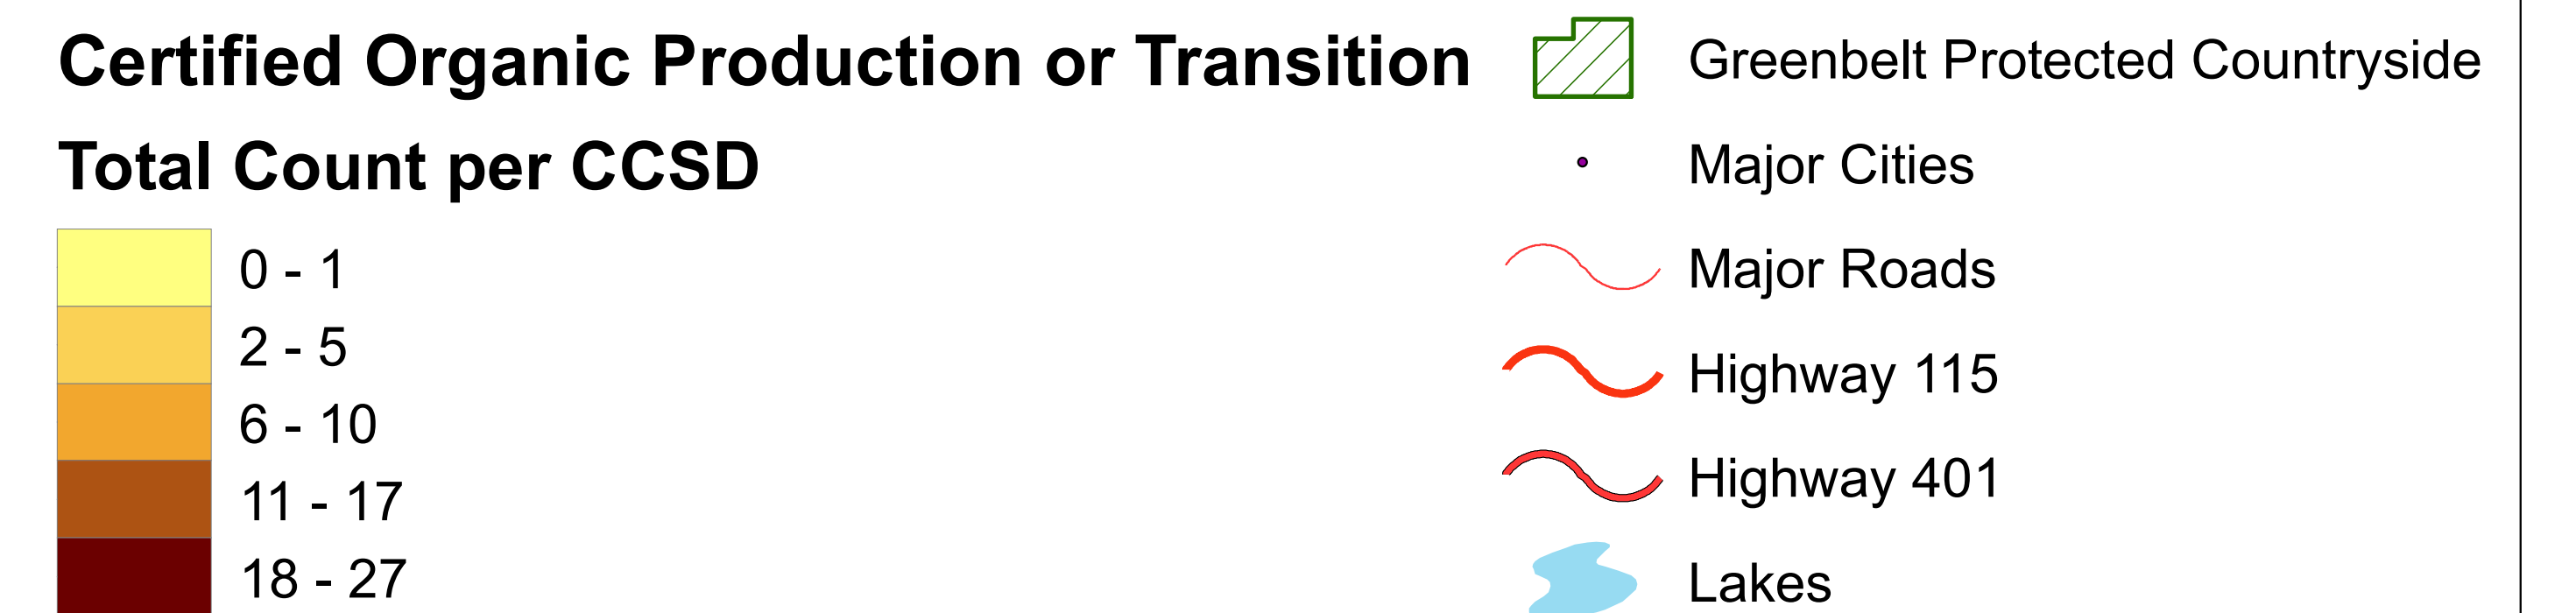 Certified Organic Production or Transition
Total Count per CCSD
0 - 1
2 - 5
6 - 10
11 - 17
18 - 27
Greenbelt Protected Countryside
Major Cities
Major Roads
Highway 115
Highway 401
Lakes